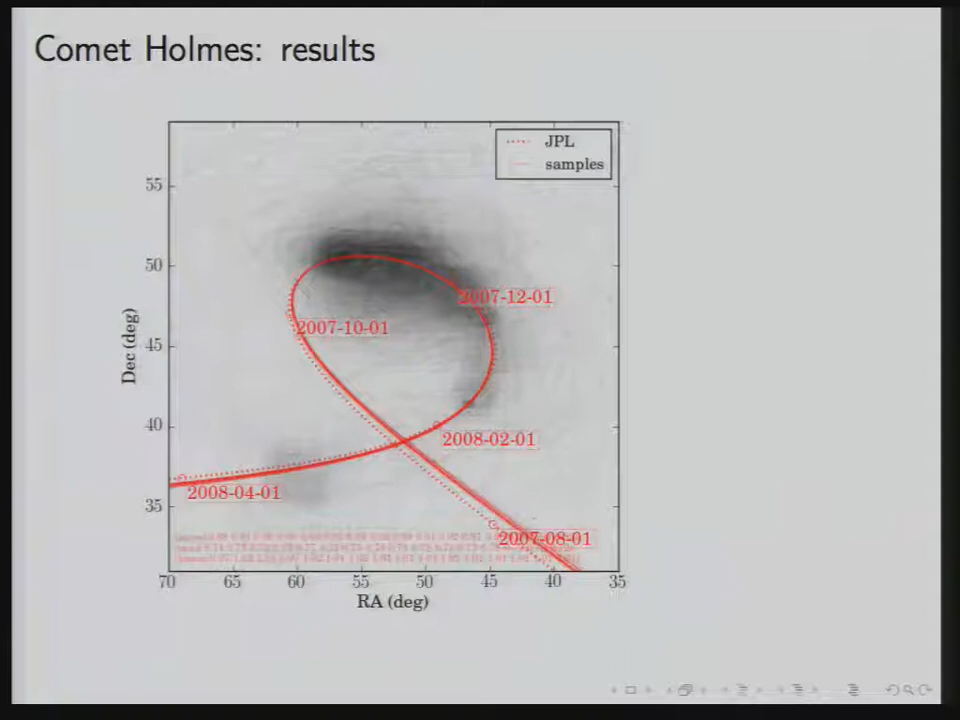 Comet Holmes: results
JPL
samples
55
50
45
40
35
Dec (deg)
2007-12-01
2007-10-01
2008-02-01
2008-04-01
2007-08-01
70 65 60 55 50 45 40 35
RA (deg)